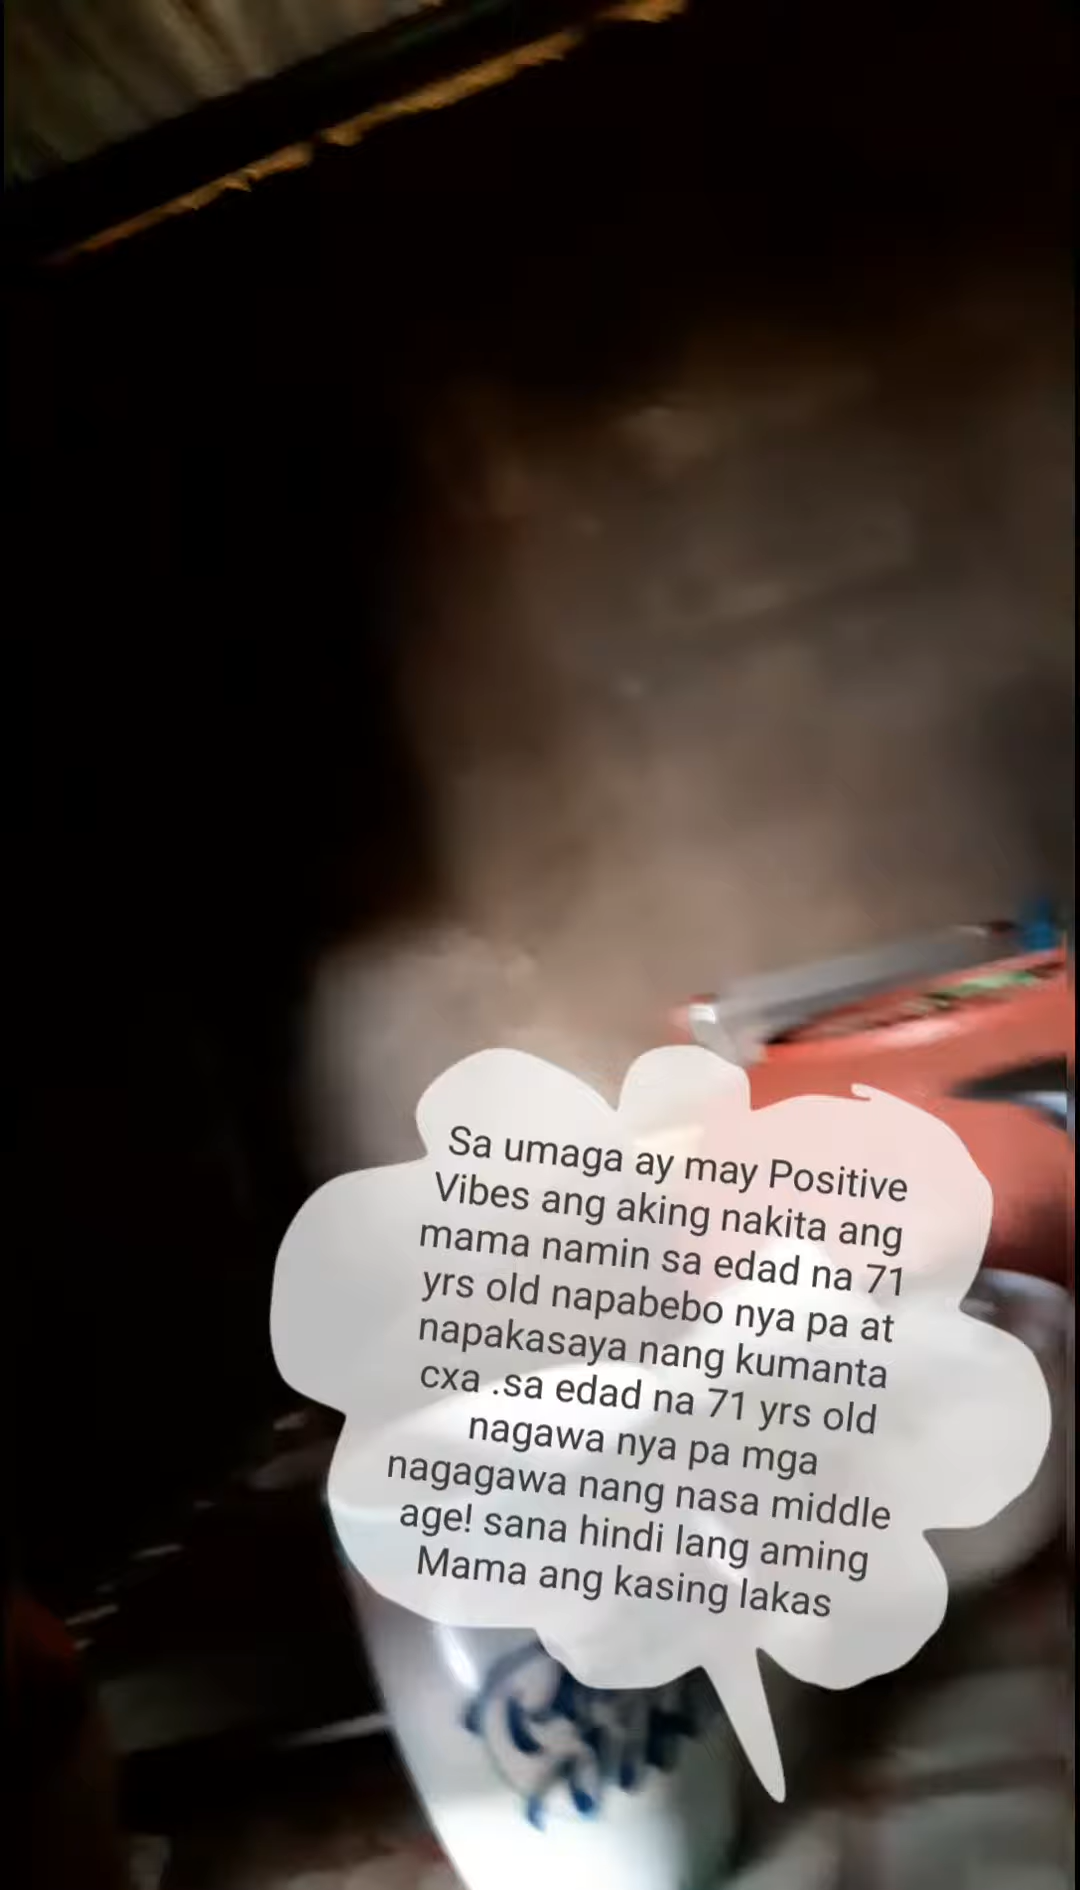 Sa umaga ay may Positive
Vibes ang aking nakita ang
mama namin sa edad na 71
yrs old napabebo nya pa at
napakasaya nang kumanta
cxa .sa edad na 71 yrs old
nagawa nya pa mga
nagagawa nang nasa middle
age! sana hindi lang aming
Mama ang kasing lakas